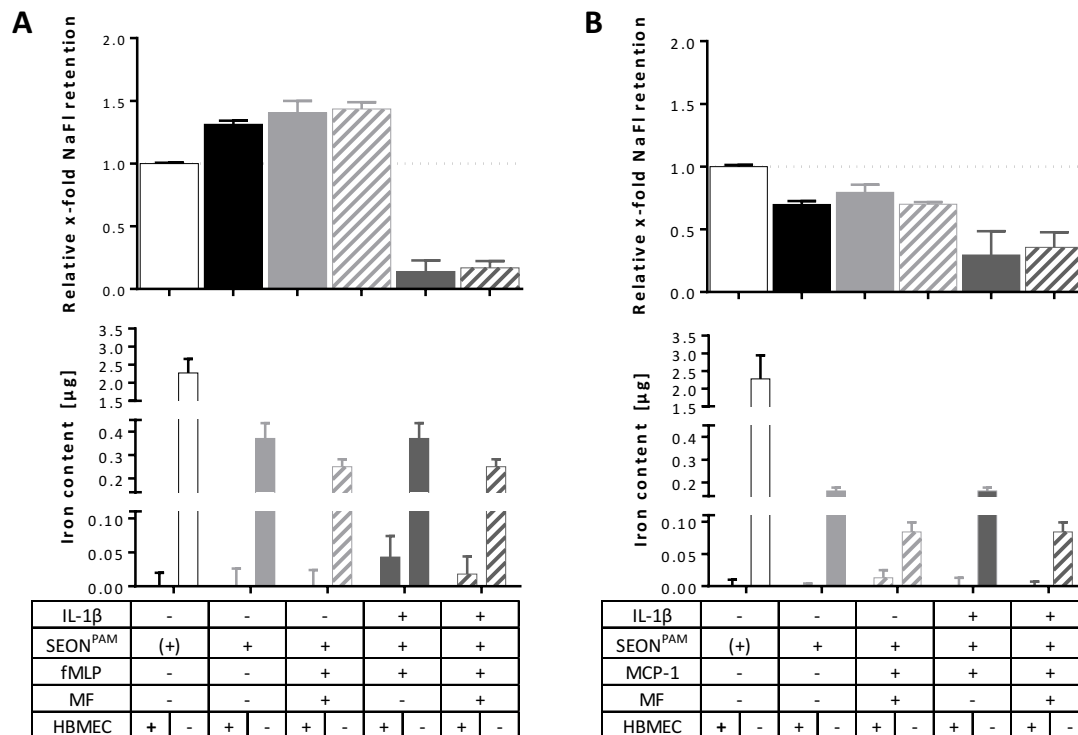 A
B
Relative x-fold NaFl retention
2.0
1.5
1.0
0.5
0.0
Relative x-fold NaFl retention
2.0
1.5
1.0
0.5
0.0
Iron content [µg]
3.5
3.0
2.5
2.0
1.5
0.4
0.3
0.2
0.10
0.05
0.00
Iron content [µg]
3.5
3.0
2.5
2.0
1.5
0.4
0.3
0.2
0.10
0.05
0.00
IL-1β - - - + +
SEON^PAM (+) + + + +
fMLP - - + + +
MF - - + - +
HBMEC + - + - + - + - + -
IL-1β - - - + +
SEON^PAM (+) + + + +
MCP-1 - - + + +
MF - - + - +
HBMEC + - + - + - + - + -